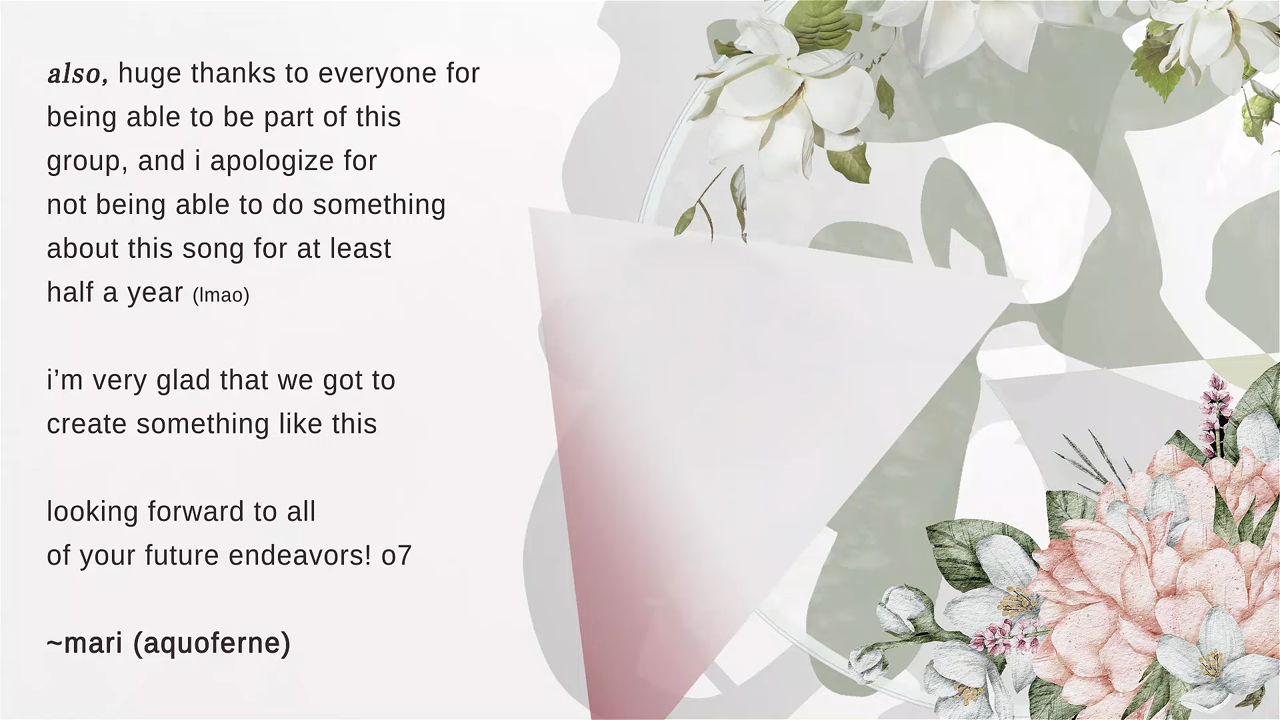 also, huge thanks to everyone for
being able to be part of this
group, and i apologize for
not being able to do something
about this song for at least
half a year (lmao)
i’m very glad that we got to
create something like this
looking forward to all
of your future endeavors! o7
~mari (aquoferne)